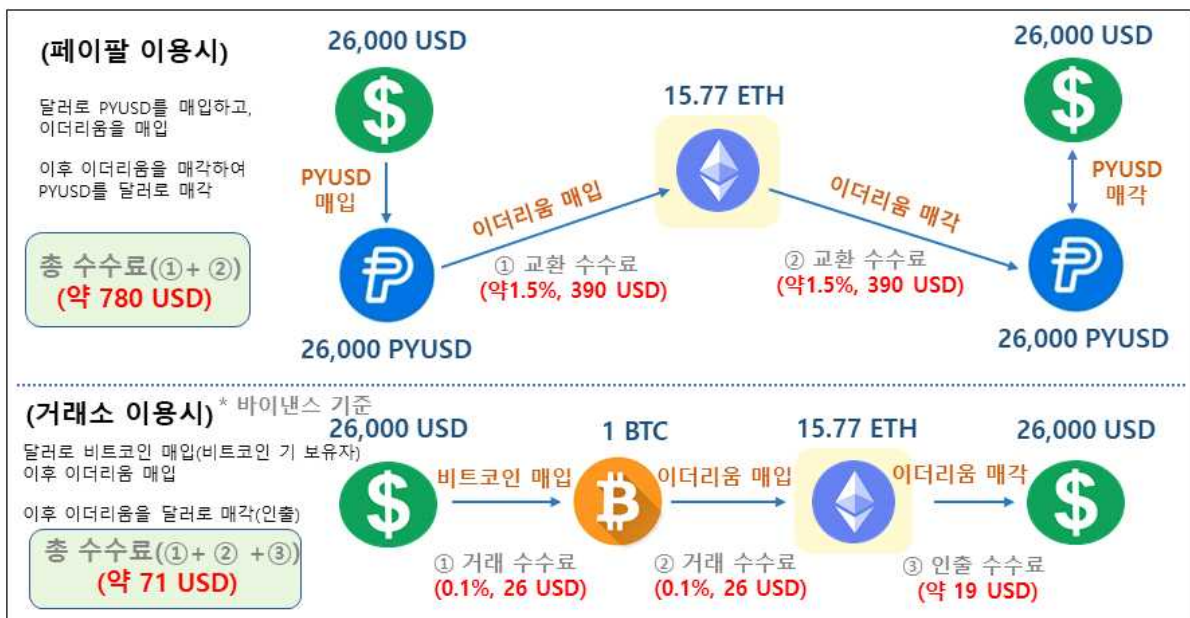 (페이팔 이용시)
달러로 PYUSD를 매입하고,
이더리움을 매입
이후 이더리움을 매각하여
PYUSD를 달러로 매각
총 수수료(①+ ②)
(약 780 USD)
26,000 USD
PYUSD
매입
26,000 PYUSD
이더리움 매입
① 교환 수수료
(약1.5%, 390 USD)
15.77 ETH
이더리움 매각
② 교환 수수료
(약1.5%, 390 USD)
26,000 USD
PYUSD
매각
26,000 PYUSD
(거래소 이용시) * 바이낸스 기준
달러로 비트코인 매입(비트코인 기 보유자)
이후 이더리움 매입
이후 이더리움을 달러로 매각(인출)
총 수수료(①+ ② +③)
(약 71 USD)
26,000 USD
비트코인 매입
① 거래 수수료
(0.1%, 26 USD)
1 BTC
이더리움 매입
② 거래 수수료
(0.1%, 26 USD)
15.77 ETH
이더리움 매각
③ 인출 수수료
(약 19 USD)
26,000 USD